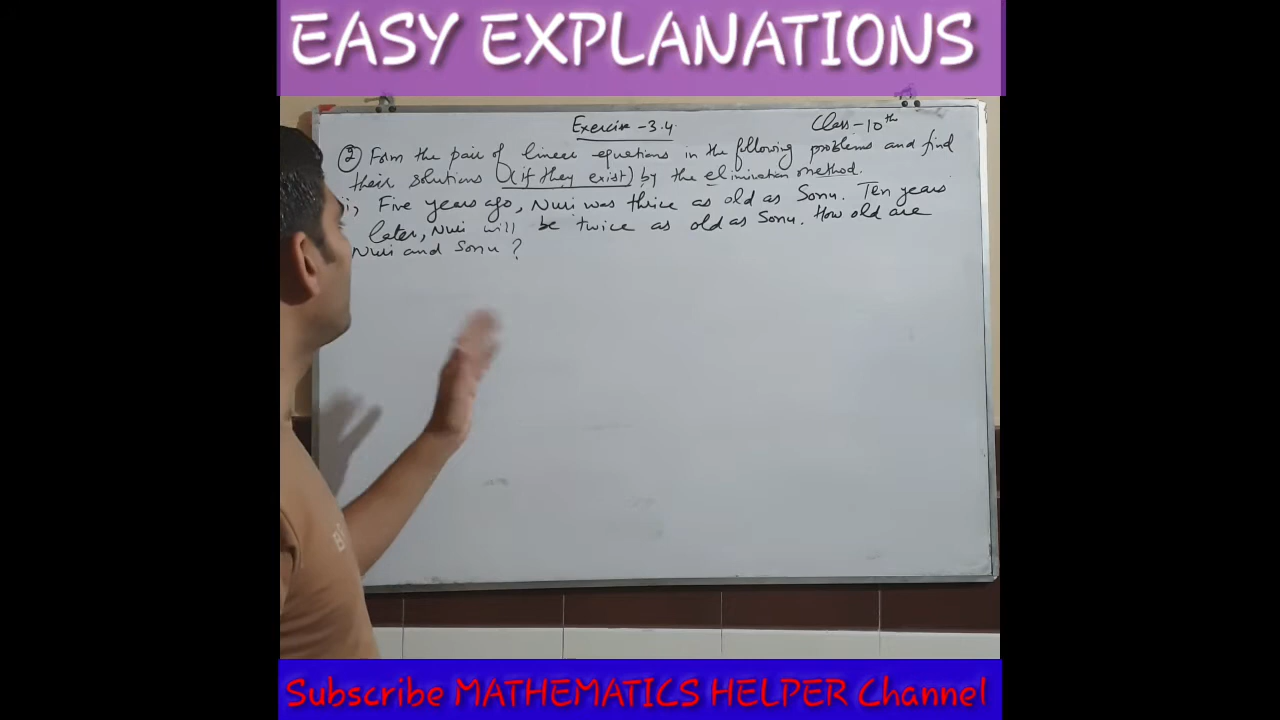 EASY EXPLANATIONS
Exercise - 3.4
Class - 10th
② Form the pair of linear equations in the following problems and find
their solutions (if they exist) by the elimination method.
ii, Five years ago, Nuri was thrice as old as Sonu. Ten years
later, Nuri will be twice as old as Sonu. How old are
Nuri and Sonu ?
Subscribe MATHEMATICS HELPER Channel